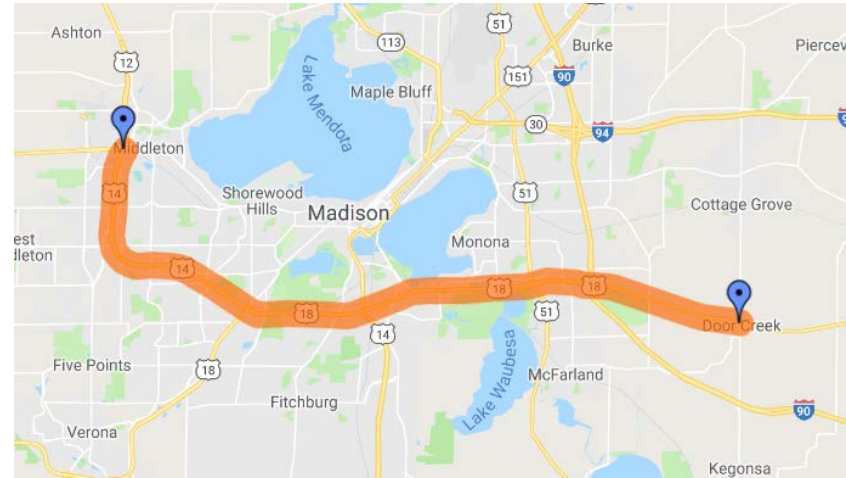 Ashton
51
Burke
Piercev
113
12
Lake Mendota
151
90
Maple Bluff
30
94
Middleton
14
Shorewood
Hills
51
Cottage Grove
Madison
est
dleton
Monona
14
18
18
18
Door Creek
51
14
Five Points
18
Lake Waubesa
McFarland
Fitchburg
90
Verona
Kegonsa